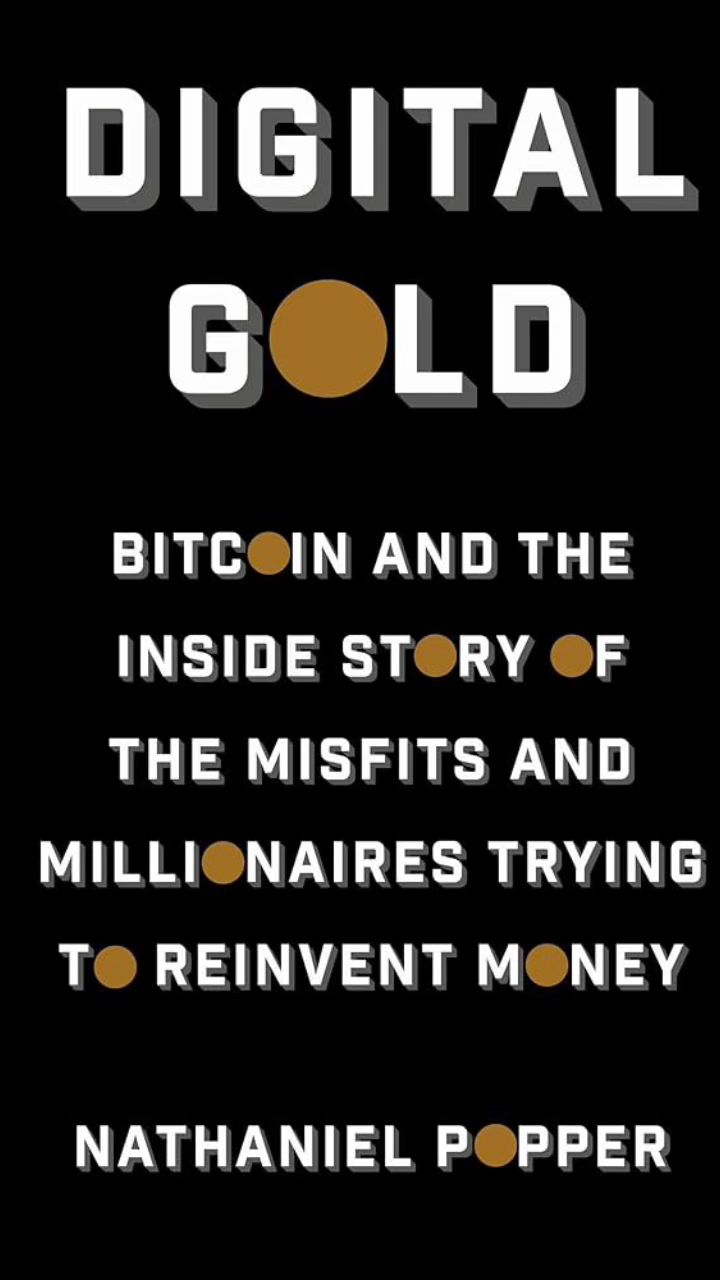 DIGITAL
GOLD
BITCOIN AND THE
INSIDE STORY OF
THE MISFITS AND
MILLIONAIRES TRYING
TO REINVENT MONEY
NATHANIEL POPPER